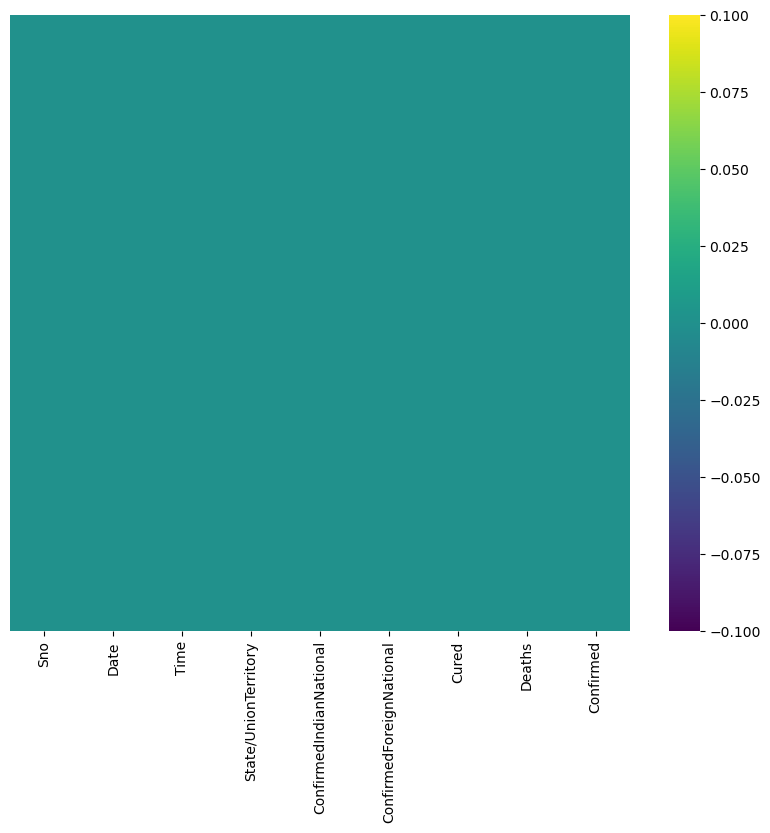 0.100
0.075
0.050
0.025
0.000
−0.025
−0.050
−0.075
−0.100
Sno
Date
Time
State/UnionTerritory
ConfirmedIndianNational
ConfirmedForeignNational
Cured
Deaths
Confirmed